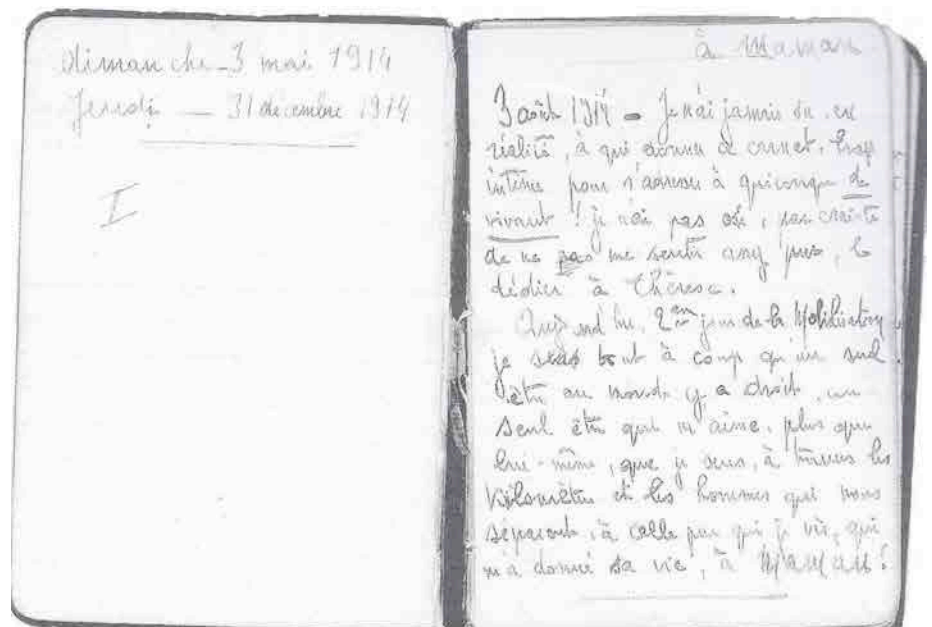 dimanche - 3 mai 1914
Jeudi — 31 décembre 1914
I
à Maman
3 août 1914 - Je n'ai jamais su, en
réalité, à qui donner ce carnet. Trop
intime pour s'adresser à quiconque de
vivant ! je n'ai pas osé, par crainte
de ne pas me sentir assez pur, le
dédier à Thérèse.
Aujourd'hui, 2em jour de la Mobilisation
je sens tout à coup qu'un seul
être au monde y a droit, un
seul être qui m'aime plus que
lui-même, que je sens, à travers les
kilomètres et les hommes qui nous
séparent, à celle par qui je vis, qui
m'a donné sa vie, à MaMan !